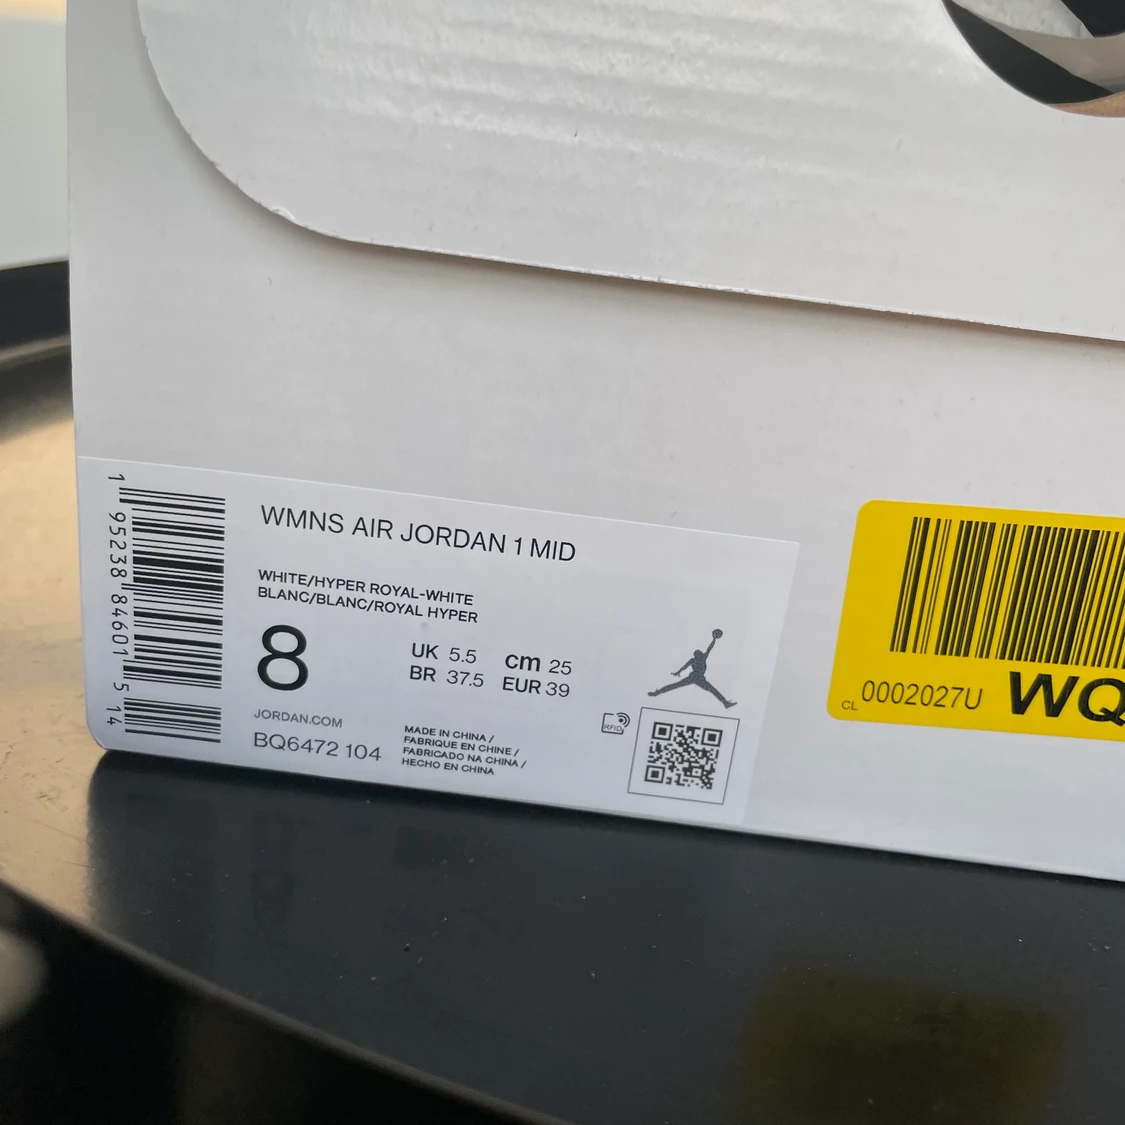 1 95238 84601 5 14
WMNS AIR JORDAN 1 MID
WHITE/HYPER ROYAL-WHITE
BLANC/BLANC/ROYAL HYPER
8
UK 5.5 cm 25
BR 37.5 EUR 39
JORDAN.COM
BQ6472 104
MADE IN CHINA /
FABRIQUE EN CHINE /
FABRICADO NA CHINA /
HECHO EN CHINA
RFID
CL 0002027U WQ